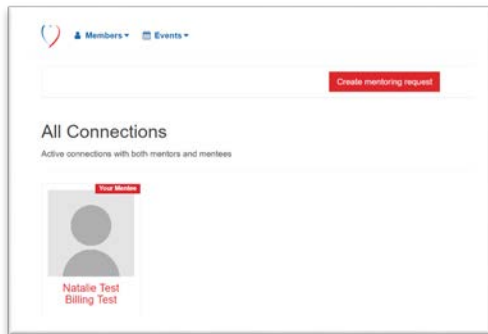 Members Events
Create mentoring request
All Connections
Active connections with both mentors and mentees
Your Mentee
Natalie Test
Billing Test